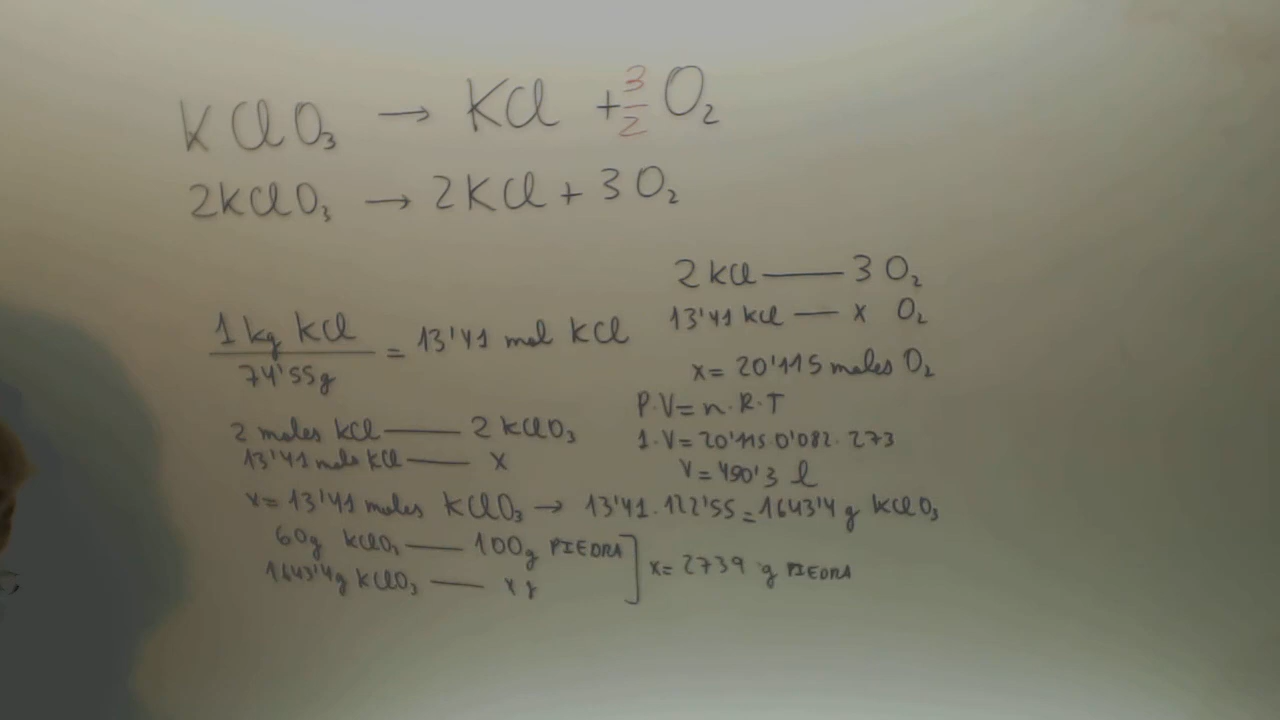 KClO₃ → KCl + 3/2 O₂
2KClO₃ → 2KCl + 3O₂
1 kg KCl / 74'55g = 13'41 mol KCl
2 moles KCl —— 2 KClO₃
13'41 mols KCl —— X
x = 13'41 moles KClO₃ → 13'41 . 122'55 = 1643'4 g KClO₃
60g KClO₃ —— 100g PIEDRA
1643'4g KClO₃ —— x g
x = 2739 g PIEDRA
2 KCl —— 3 O₂
13'41 KCl —— x O₂
x = 20'115 moles O₂
P.V = n.R.T
1.V = 20'115 0'082. 273
V = 450'3 l